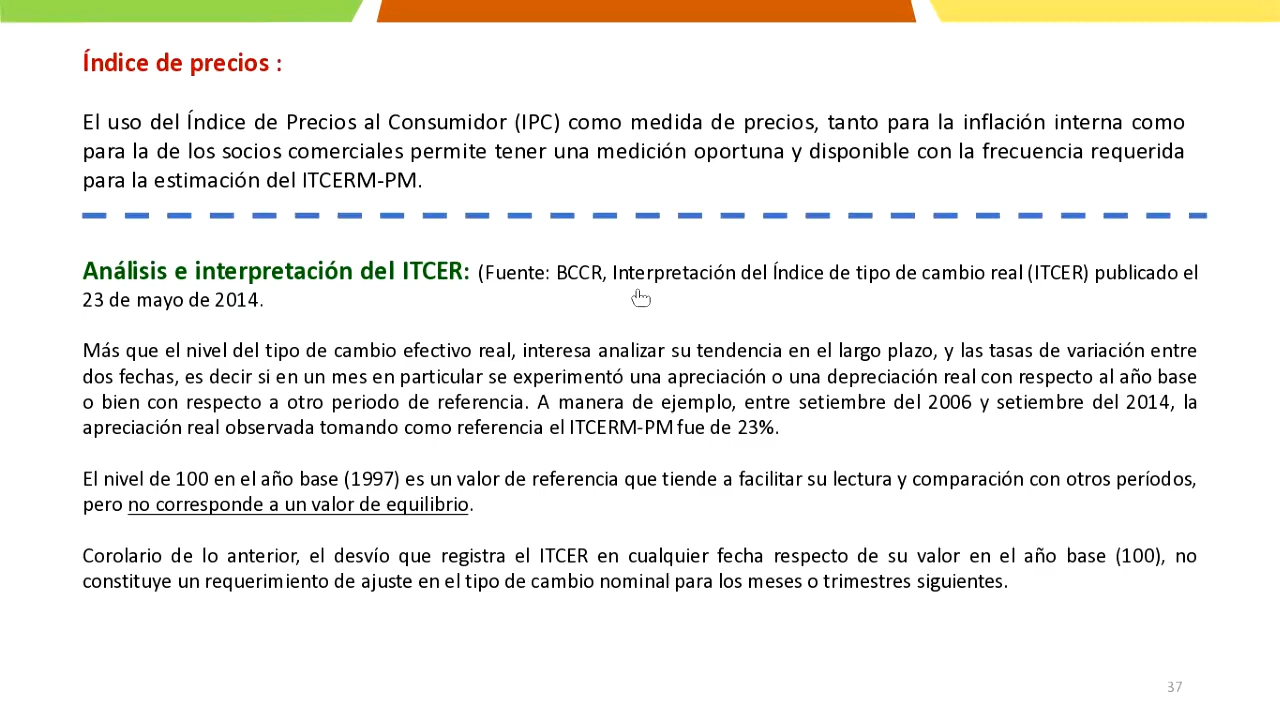 Índice de precios :
El uso del Índice de Precios al Consumidor (IPC) como medida de precios, tanto para la inflación interna como
para la de los socios comerciales permite tener una medición oportuna y disponible con la frecuencia requerida
para la estimación del ITCERM-PM.
Análisis e interpretación del ITCER: (Fuente: BCCR, Interpretación del Índice de tipo de cambio real (ITCER) publicado el
23 de mayo de 2014.
Más que el nivel del tipo de cambio efectivo real, interesa analizar su tendencia en el largo plazo, y las tasas de variación entre
dos fechas, es decir si en un mes en particular se experimentó una apreciación o una depreciación real con respecto al año base
o bien con respecto a otro periodo de referencia. A manera de ejemplo, entre setiembre del 2006 y setiembre del 2014, la
apreciación real observada tomando como referencia el ITCERM-PM fue de 23%.
El nivel de 100 en el año base (1997) es un valor de referencia que tiende a facilitar su lectura y comparación con otros períodos,
pero no corresponde a un valor de equilibrio.
Corolario de lo anterior, el desvío que registra el ITCER en cualquier fecha respecto de su valor en el año base (100), no
constituye un requerimiento de ajuste en el tipo de cambio nominal para los meses o trimestres siguientes.
37